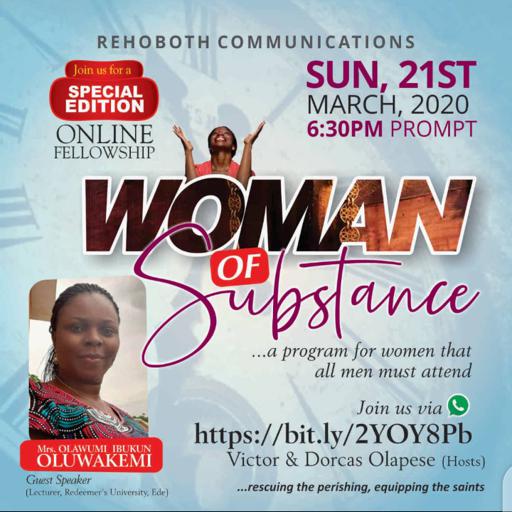 REHOBOTH COMMUNICATIONS
Join us for a
SPECIAL
EDITION
ONLINE
FELLOWSHIP
SUN, 21ST
MARCH, 2020
6:30PM PROMPT
WOMAN
OF
Substance
...a program for women that
all men must attend
Join us via
https://bit.ly/2YOY8Pb
Victor & Dorcas Olapese (Hosts)
Mrs. OLAWUMI IBUKUN
OLUWAKEMI
Guest Speaker
(Lecturer, Redeemer's University, Ede)
...rescuing the perishing, equipping the saints